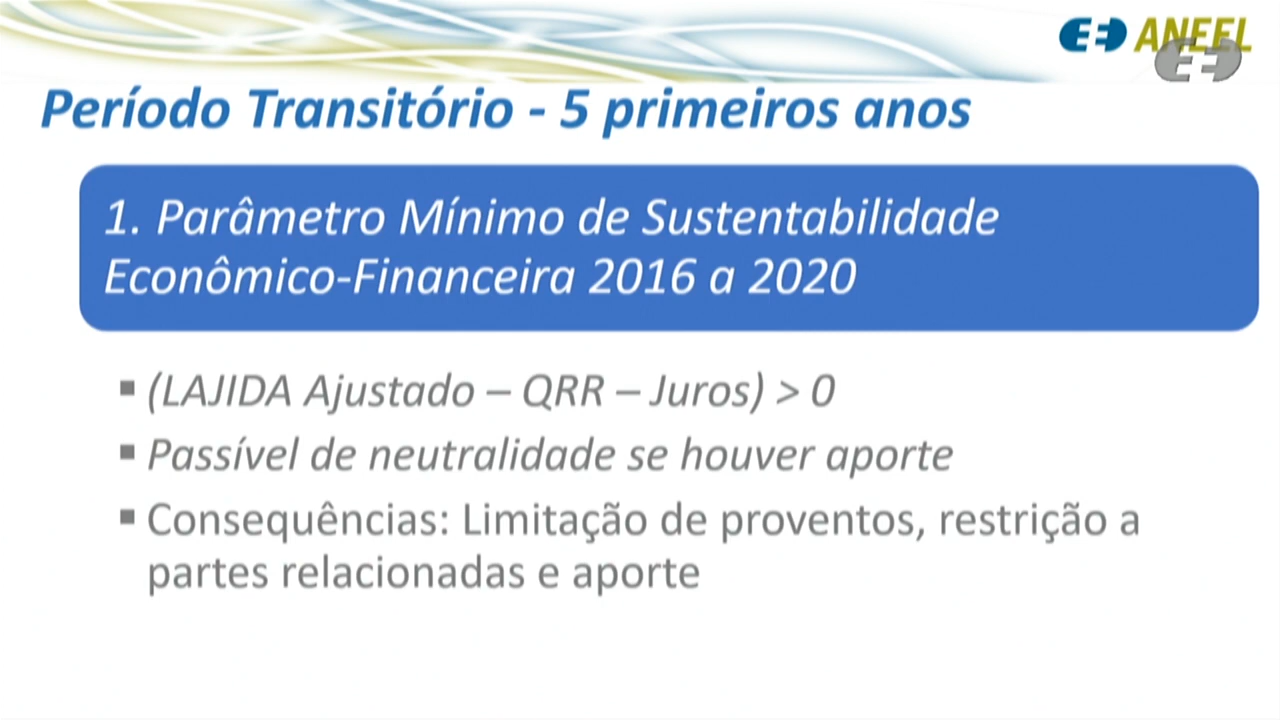 ANEEL
Período Transitório - 5 primeiros anos
1. Parâmetro Mínimo de Sustentabilidade
Econômico-Financeira 2016 a 2020
▪ (LAJIDA Ajustado – QRR – Juros) > 0
▪ Passível de neutralidade se houver aporte
▪ Consequências: Limitação de proventos, restrição a
partes relacionadas e aporte